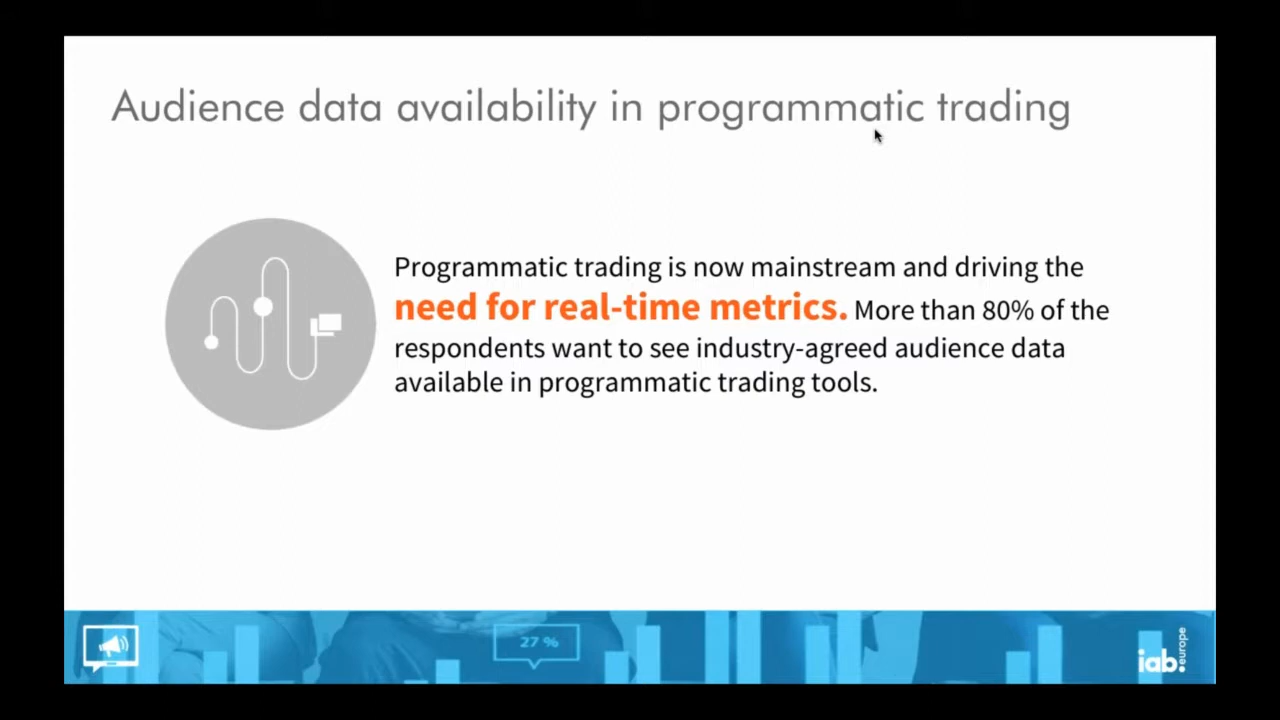 Audience data availability in programmatic trading
Programmatic trading is now mainstream and driving the
need for real-time metrics. More than 80% of the
respondents want to see industry-agreed audience data
available in programmatic trading tools.
27 %
iab.europe